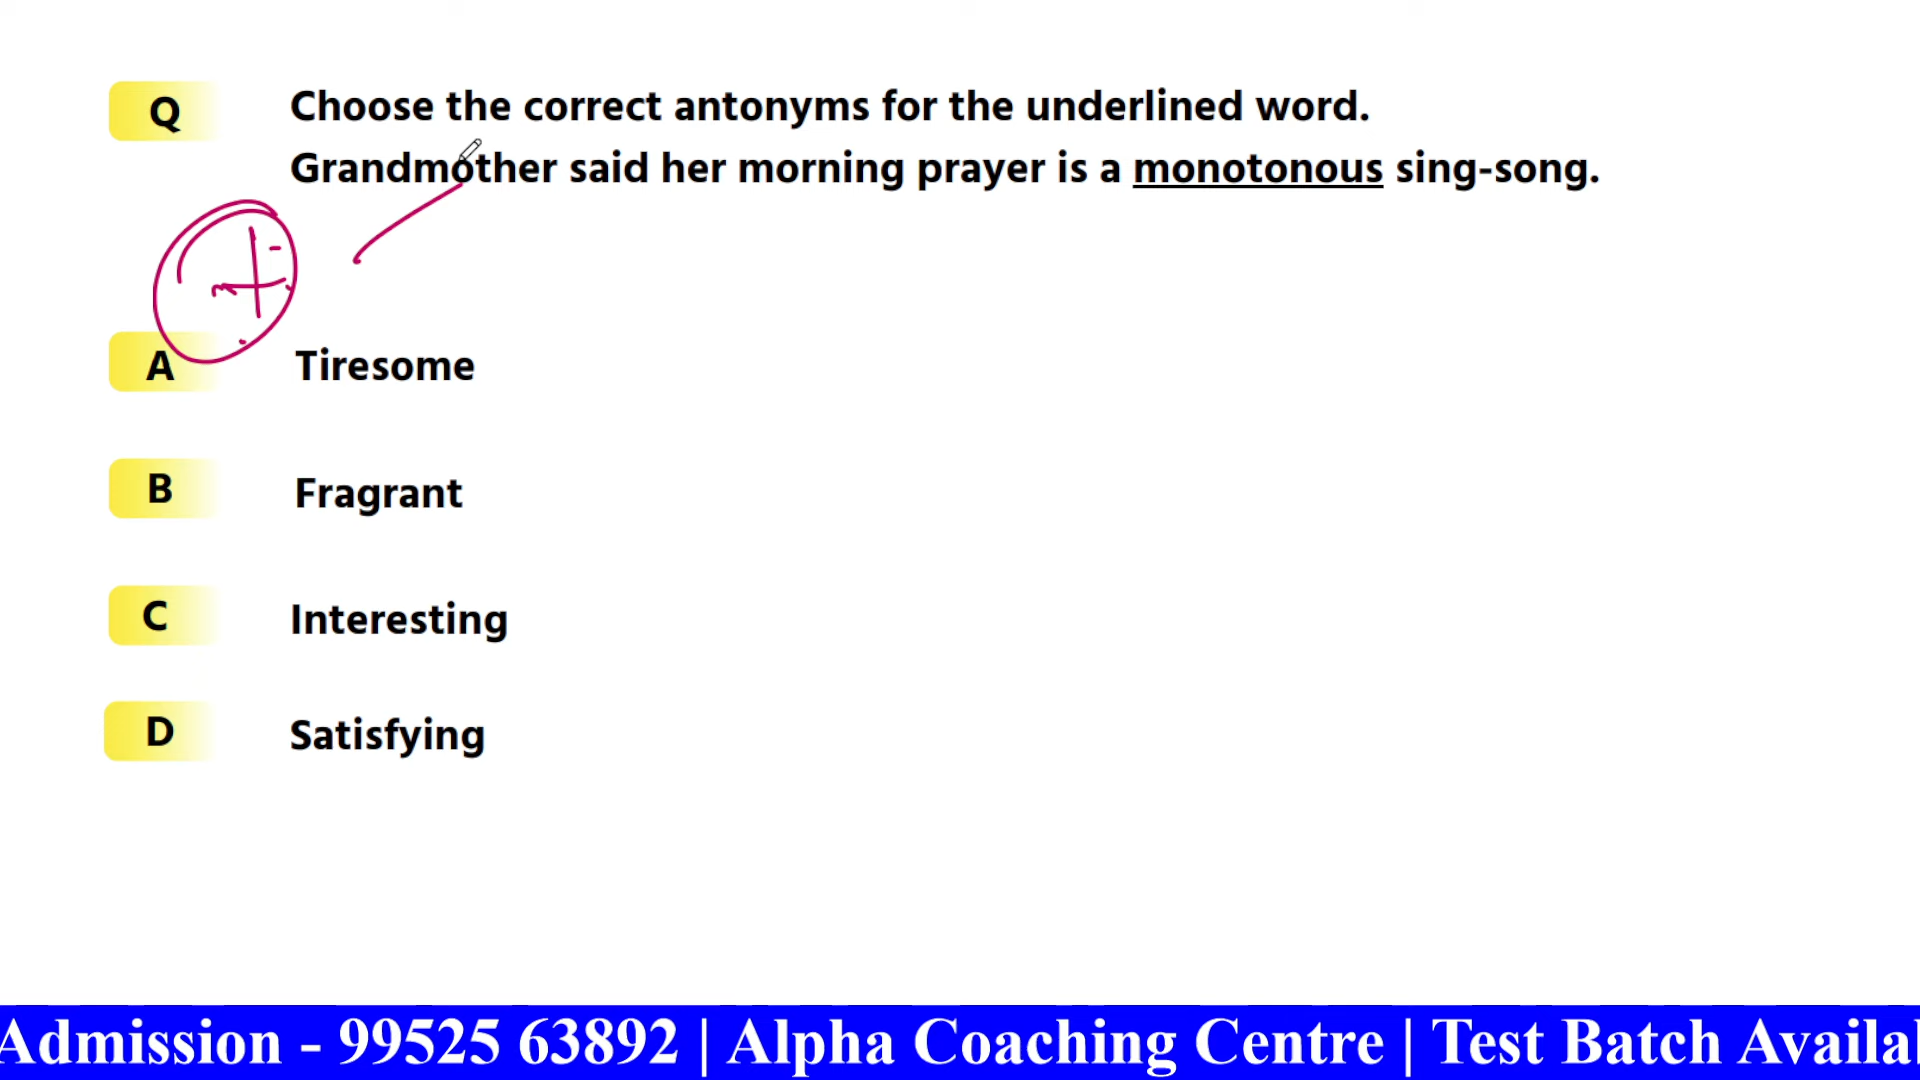 Q Choose the correct antonyms for the underlined word.
Grandmother said her morning prayer is a monotonous sing-song.
A Tiresome
B Fragrant
C Interesting
D Satisfying
Admission - 99525 63892 | Alpha Coaching Centre | Test Batch Availa